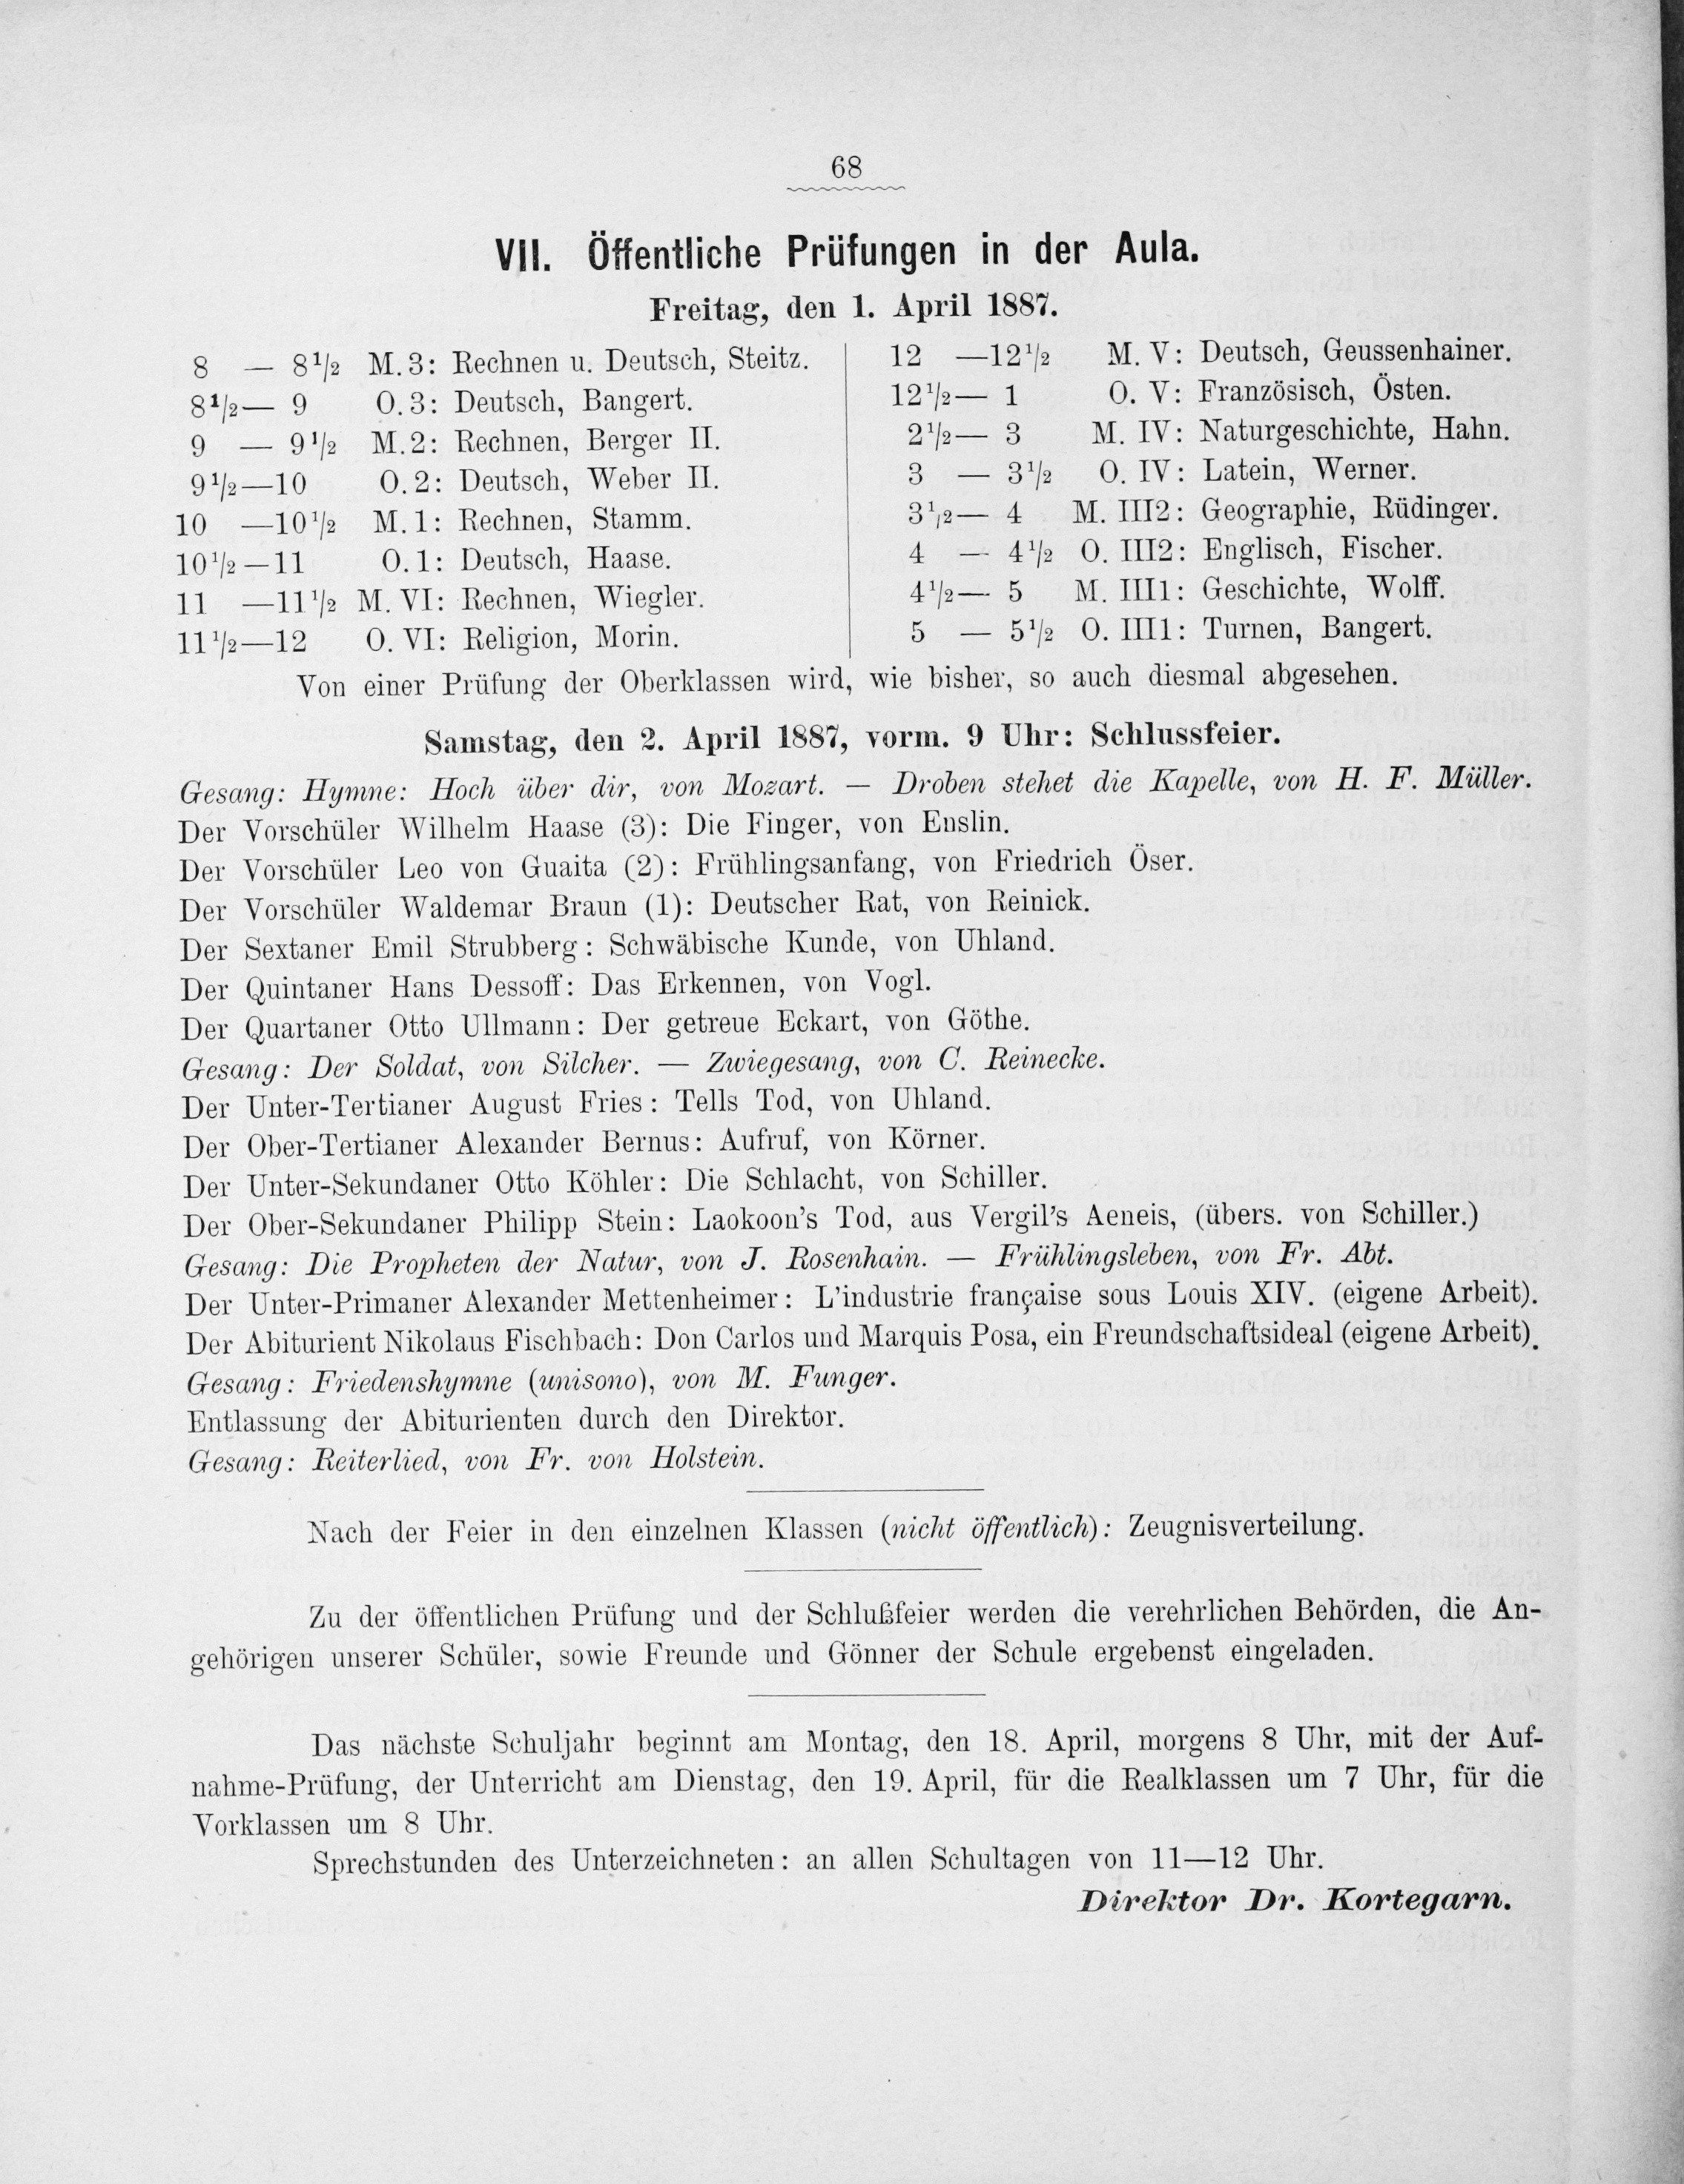 68
VII. Öffentliche Prüfungen in der Aula.
Freitag, den 1. April 1887.
8 — 8½ M. 3: Rechnen u. Deutsch, Steitz.
8½— 9 O. 3: Deutsch, Bangert.
9 — 9½ M. 2: Rechnen, Berger II.
9½—10 O. 2: Deutsch, Weber II.
10 —10½ M. 1: Rechnen, Stamm.
10½—11 O. 1: Deutsch, Haase.
11 —11½ M. VI: Rechnen, Wiegler.
11½—12 O. VI: Religion, Morin.
12 —12½ M. V: Deutsch, Geussenhainer.
12½— 1 O. V: Französisch, Östen.
2½— 3 M. IV: Naturgeschichte, Hahn.
3 — 3½ O. IV: Latein, Werner.
3½— 4 M. III2: Geographie, Rüdinger.
4 — 4½ O. III2: Englisch, Fischer.
4½— 5 M. III1: Geschichte, Wolff.
5 — 5½ O. III1: Turnen, Bangert.
Von einer Prüfung der Oberklassen wird, wie bisher, so auch diesmal abgesehen.
Samstag, den 2. April 1887, vorm. 9 Uhr: Schlussfeier.
Gesang: Hymne: Hoch über dir, von Mozart. — Droben stehet die Kapelle, von H. F. Müller.
Der Vorschüler Wilhelm Haase (3): Die Finger, von Enslin.
Der Vorschüler Leo von Guaita (2): Frühlingsanfang, von Friedrich Öser.
Der Vorschüler Waldemar Braun (1): Deutscher Rat, von Reinick.
Der Sextaner Emil Strubberg: Schwäbische Kunde, von Uhland.
Der Quintaner Hans Dessoff: Das Erkennen, von Vogl.
Der Quartaner Otto Ullmann: Der getreue Eckart, von Göthe.
Gesang: Der Soldat, von Silcher. — Zwiegesang, von C. Reinecke.
Der Unter-Tertianer August Fries: Tells Tod, von Uhland.
Der Ober-Tertianer Alexander Bernus: Aufruf, von Körner.
Der Unter-Sekundaner Otto Köhler: Die Schlacht, von Schiller.
Der Ober-Sekundaner Philipp Stein: Laokoon's Tod, aus Vergil's Aeneis, (übers. von Schiller.)
Gesang: Die Propheten der Natur, von J. Rosenhain. — Frühlingsleben, von Fr. Abt.
Der Unter-Primaner Alexander Mettenheimer: L'industrie française sous Louis XIV. (eigene Arbeit).
Der Abiturient Nikolaus Fischbach: Don Carlos und Marquis Posa, ein Freundschaftsideal (eigene Arbeit).
Gesang: Friedenshymne (unisono), von M. Funger.
Entlassung der Abiturienten durch den Direktor.
Gesang: Reiterlied, von Fr. von Holstein.
Nach der Feier in den einzelnen Klassen (nicht öffentlich): Zeugnisverteilung.
Zu der öffentlichen Prüfung und der Schlußfeier werden die verehrlichen Behörden, die An-
gehörigen unserer Schüler, sowie Freunde und Gönner der Schule ergebenst eingeladen.
Das nächste Schuljahr beginnt am Montag, den 18. April, morgens 8 Uhr, mit der Auf-
nahme-Prüfung, der Unterricht am Dienstag, den 19. April, für die Realklassen um 7 Uhr, für die
Vorklassen um 8 Uhr.
Sprechstunden des Unterzeichneten: an allen Schultagen von 11—12 Uhr.
Direktor Dr. Kortegarn.